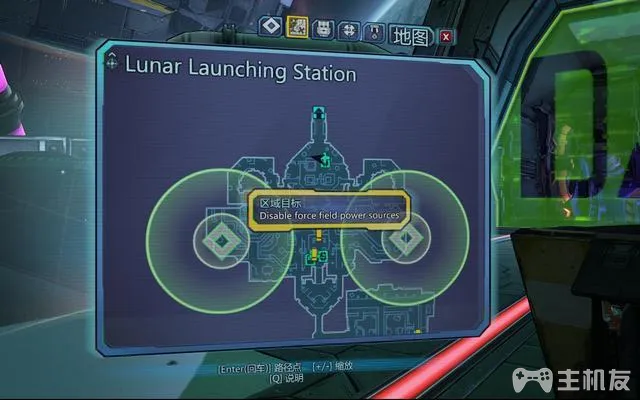 地图
Lunar Launching Station
区域目标
Disable force field power sources
[Enter(回车)] 路径点 [+/-] 缩放
[Q] 说明
主机友